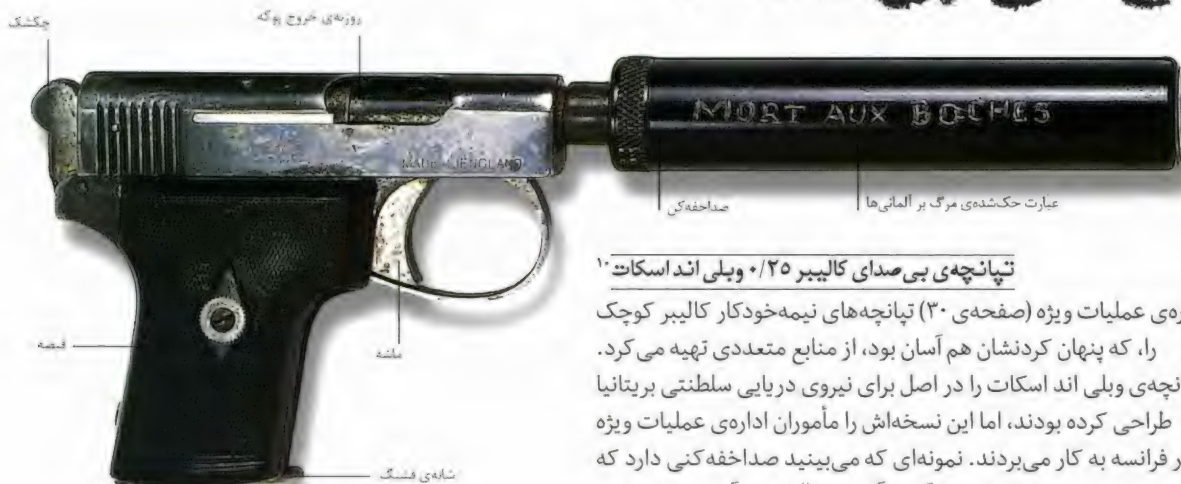 چکشک
روزنه‌ی خروج پوکه
MORT AUX BOCHES
MADE IN ENGLAND
صداخفه‌کن
عبارت حک‌شده‌ی مرگ بر آلمانی‌ها
قبضه
ماشه
شانه‌ی فشنگ
تپانچه‌ی بی‌صدای کالیبر ۰/۲۵ وبلی اند اسکات۱۰
عملیات ویژه (صفحه‌ی ۳۰) تپانچه‌های نیمه‌خودکار کالیبر کوچک
را، که پنهان کردنشان هم آسان بود، از منابع متعددی تهیه می‌کرد.
وبلی اند اسکات را در اصل برای نیروی دریایی سلطنتی بریتانیا
طراحی کرده بودند، اما این نسخه‌اش را مأموران اداره‌ی عملیات ویژه
فرانسه به کار می‌بردند. نمونه‌ای که می‌بینید صداخفه‌کنی دارد که